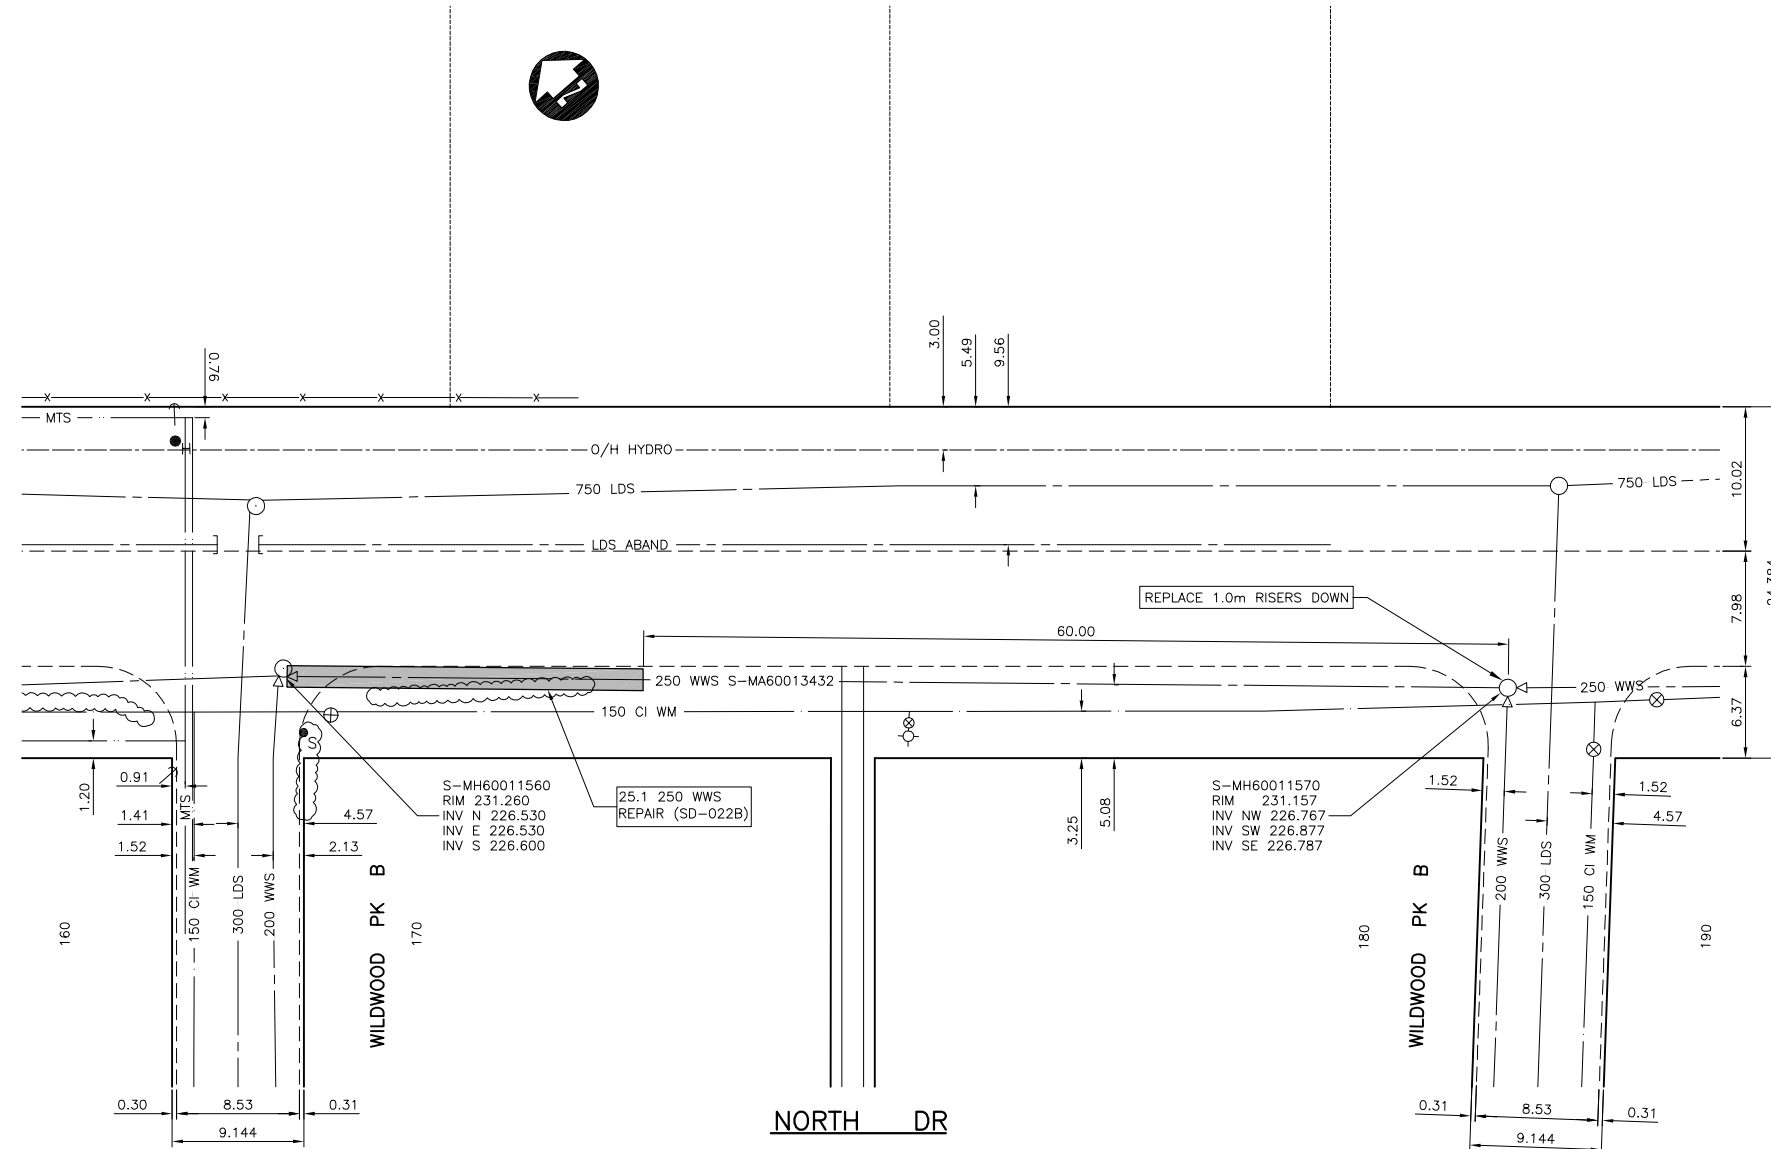 N
3.00
5.49
9.56
0.76
MTS
O/H HYDRO
750 LDS
750 LDS
10.02
LDS ABAND
REPLACE 1.0m RISERS DOWN
7.98
60.00
250 WWS S-MA60013432
250 WWS
150 CI WM
6.37
S
0.91
1.20
MTS
1.41
4.57
1.52
2.13
S-MH60011560
RIM 231.260
INV N 226.530
INV E 226.530
INV S 226.600
25.1 250 WWS
REPAIR (SD-022B)
3.25
5.08
S-MH60011570
RIM 231.157
INV NW 226.767
INV SW 226.877
INV SE 226.787
1.52
1.52
4.57
150 CI WM
300 LDS
200 WWS
200 WWS
300 LDS
150 CI WM
160
WILDWOOD PK B
170
180
WILDWOOD PK B
190
0.30
8.53
0.31
9.144
NORTH DR
0.31
8.53
0.31
9.144